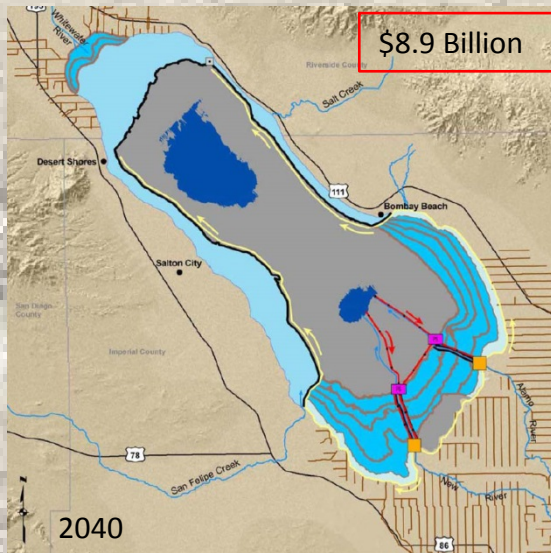 195
Whitewater
River
$8.9 Billion
Riverside County
Salt Creek
Desert Shores
111
Bombay Beach
Salton City
San Diego
County
Imperial County
Alamo
River
78
San Felipe Creek
New
River
N
2040
86